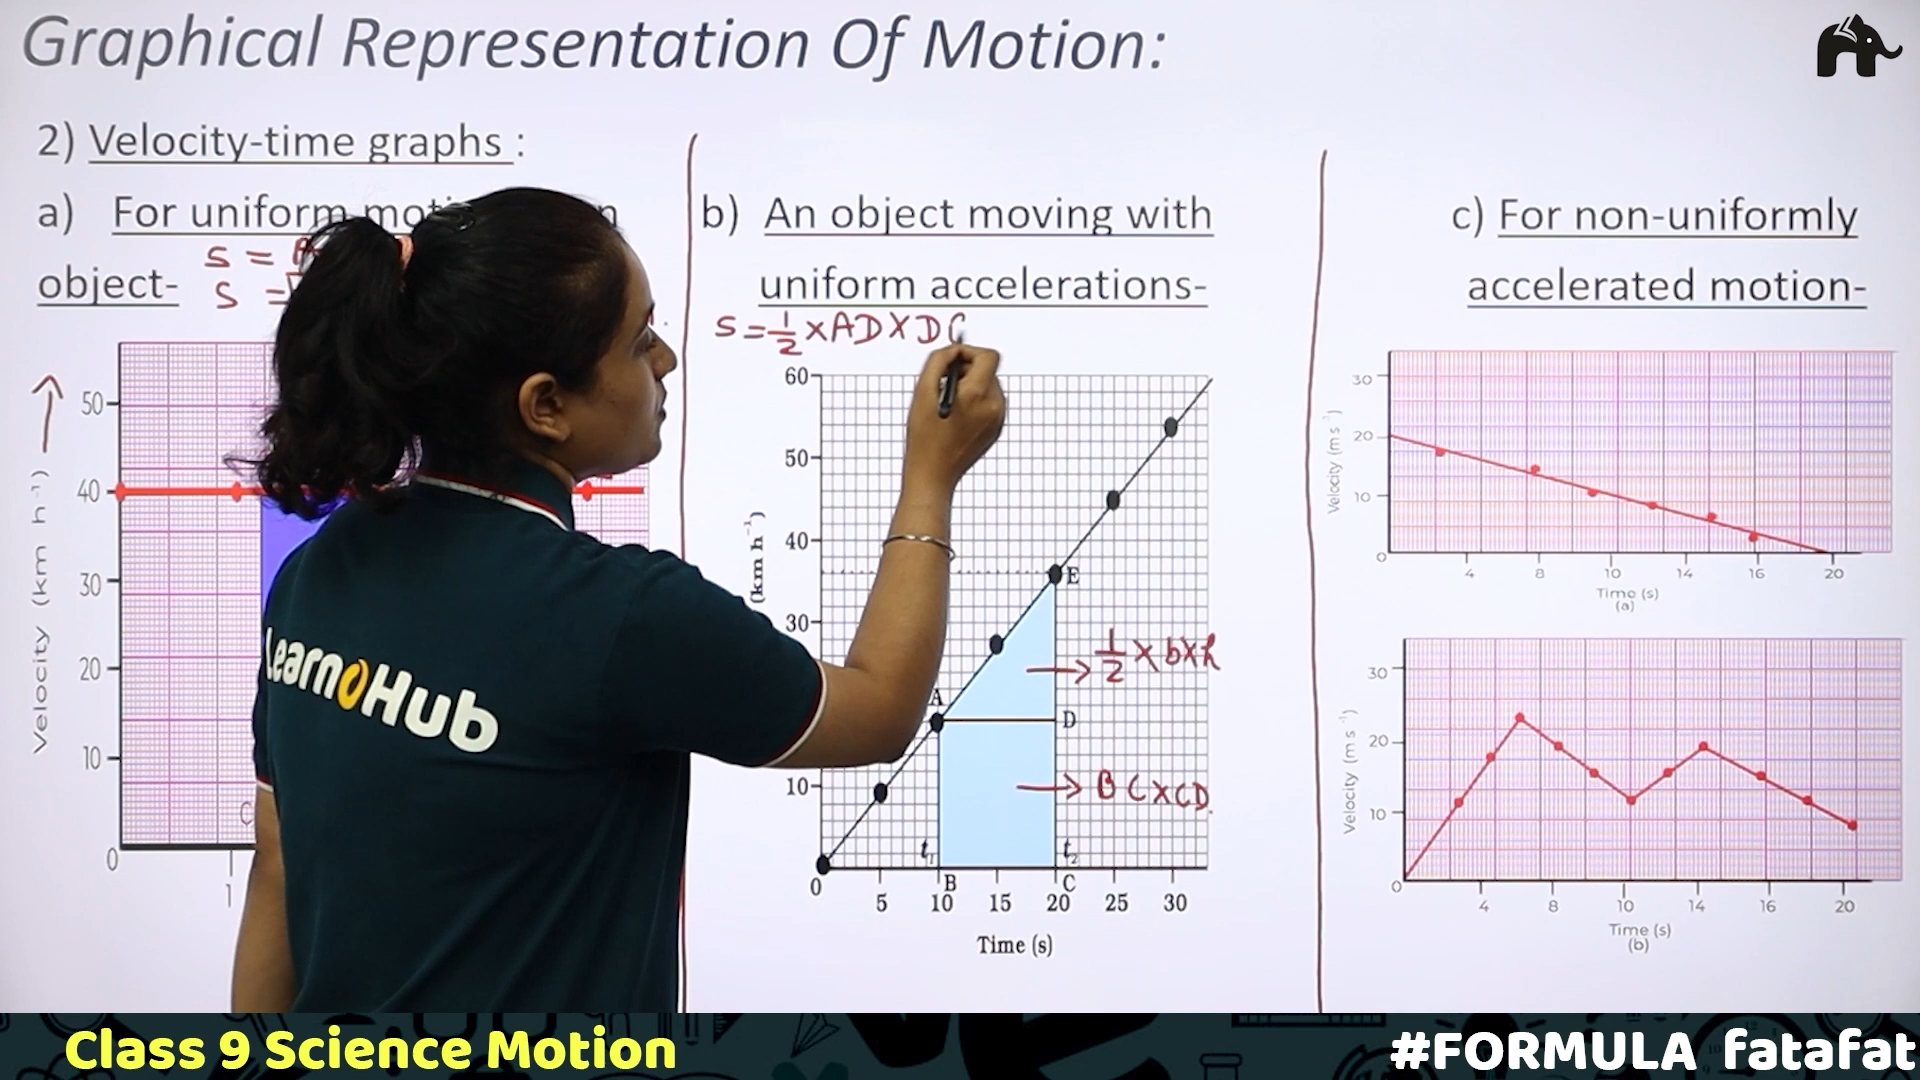 Graphical Representation Of Motion:
2) Velocity-time graphs :
a) For uniform
object-
s =
s =
Velocity (km h⁻¹)
50
40
30
20
10
0
1
b) An object moving with
uniform accelerations-
s = 1/2 × AD × D
60
50
40
30
10
0
(km h⁻¹)
A
E
D
B
C
t₁
t₂
→ 1/2 × b × h
→ BC × CD
5 10 15 20 25 30
Time (s)
c) For non-uniformly
accelerated motion-
Velocity (m s⁻¹)
30
20
10
0
4 8 10 14 16 20
Time (s)
(a)
Velocity (m s⁻¹)
30
20
10
0
4 8 10 14 16 20
Time (s)
(b)
Learnohub
Class 9 Science Motion
#FORMULA fatafat